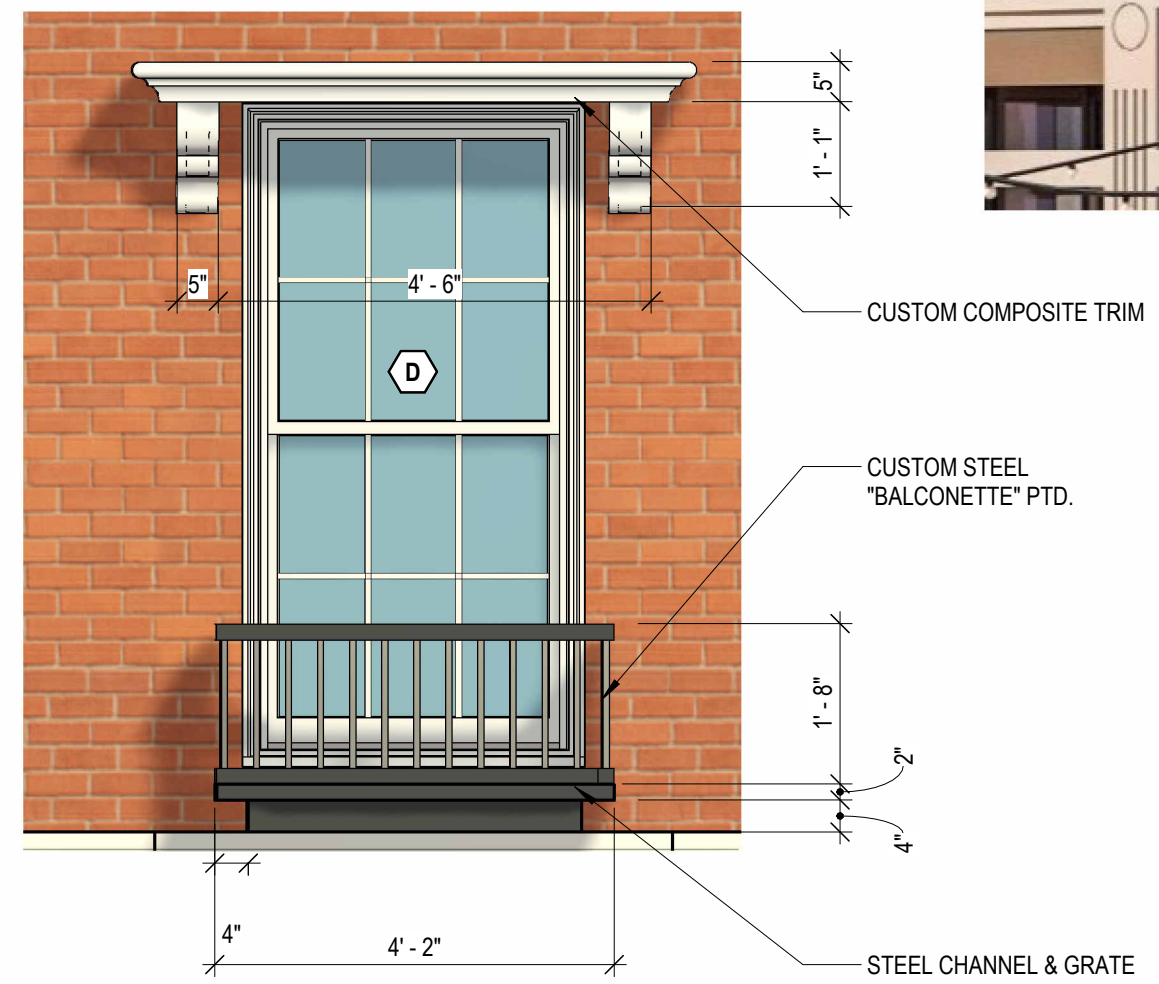 5"
1' - 1"
5"
4' - 6"
CUSTOM COMPOSITE TRIM
D
CUSTOM STEEL
"BALCONETTE" PTD.
1' - 8"
2"
4"
4"
4' - 2"
STEEL CHANNEL & GRATE